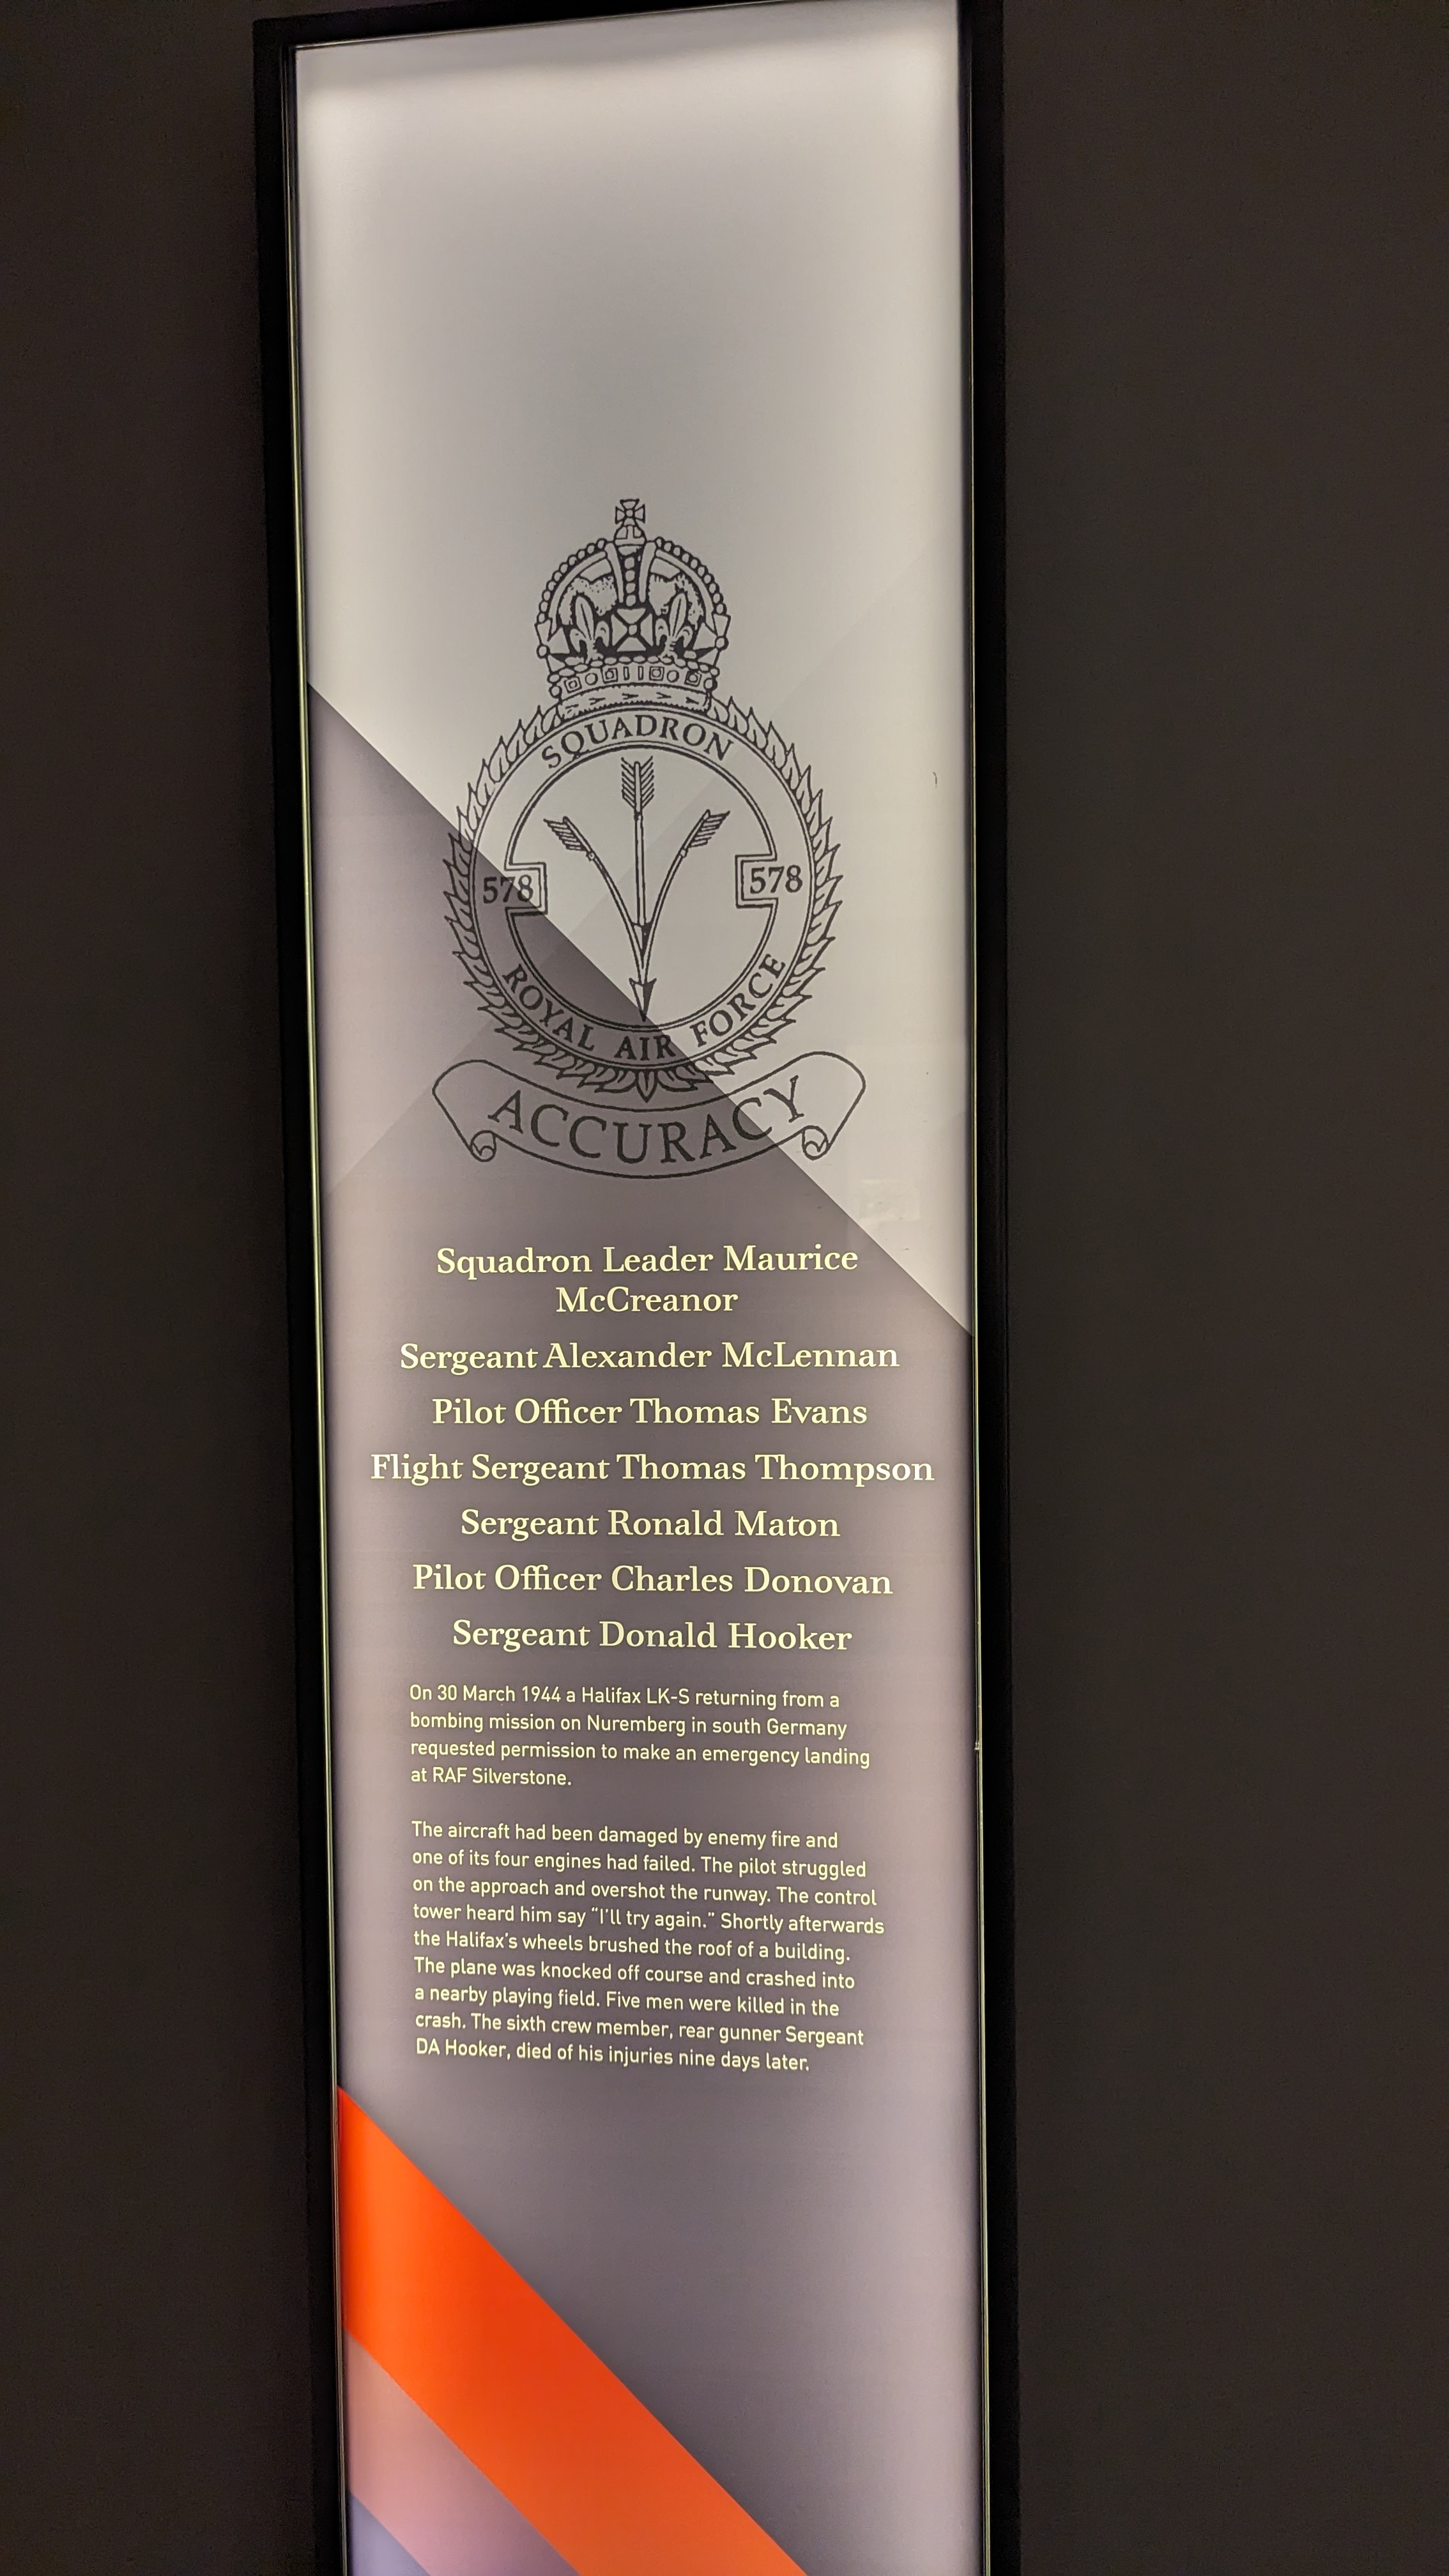 SQUADRON
578
578
ROYAL AIR FORCE
ACCURACY
Squadron Leader Maurice
McCreanor
Sergeant Alexander McLennan
Pilot Officer Thomas Evans
Flight Sergeant Thomas Thompson
Sergeant Ronald Maton
Pilot Officer Charles Donovan
Sergeant Donald Hooker
On 30 March 1944 a Halifax LK-S returning from a
bombing mission on Nuremberg in south Germany
requested permission to make an emergency landing
at RAF Silverstone.
The aircraft had been damaged by enemy fire and
one of its four engines had failed. The pilot struggled
on the approach and overshot the runway. The control
tower heard him say “I’ll try again.” Shortly afterwards
the Halifax’s wheels brushed the roof of a building.
The plane was knocked off course and crashed into
a nearby playing field. Five men were killed in the
crash. The sixth crew member, rear gunner Sergeant
DA Hooker, died of his injuries nine days later.